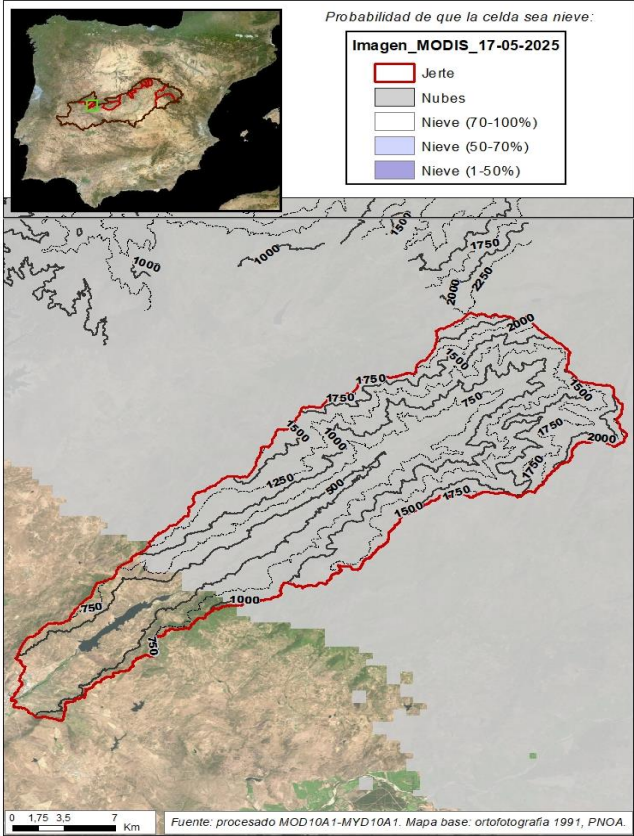 Probabilidad de que la celda sea nieve:
Imagen_MODIS_17-05-2025
Jerte
Nubes
Nieve (70-100%)
Nieve (50-70%)
Nieve (1-50%)
1500
1750
1000
1000
2250
2000
2000
1500
1750
1750
1500
750
1500
1000
1750
2000
1250
1750
500
1750
1500
1000
750
750
0 1,75 3,5 7
Km
Fuente: procesado MOD10A1-MYD10A1. Mapa base: ortofotografia 1991, PNOA.